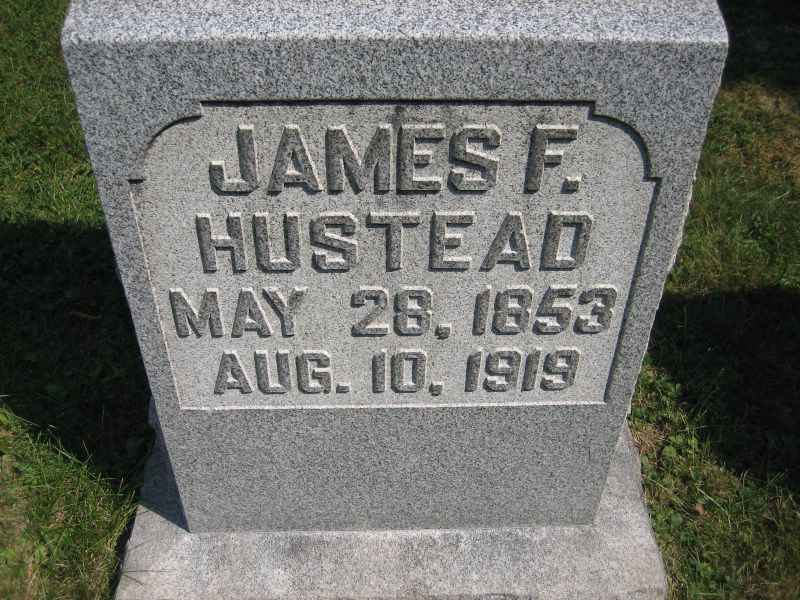 JAMES F.
HUSTEAD
MAY 28, 1853
AUG. 10, 1919